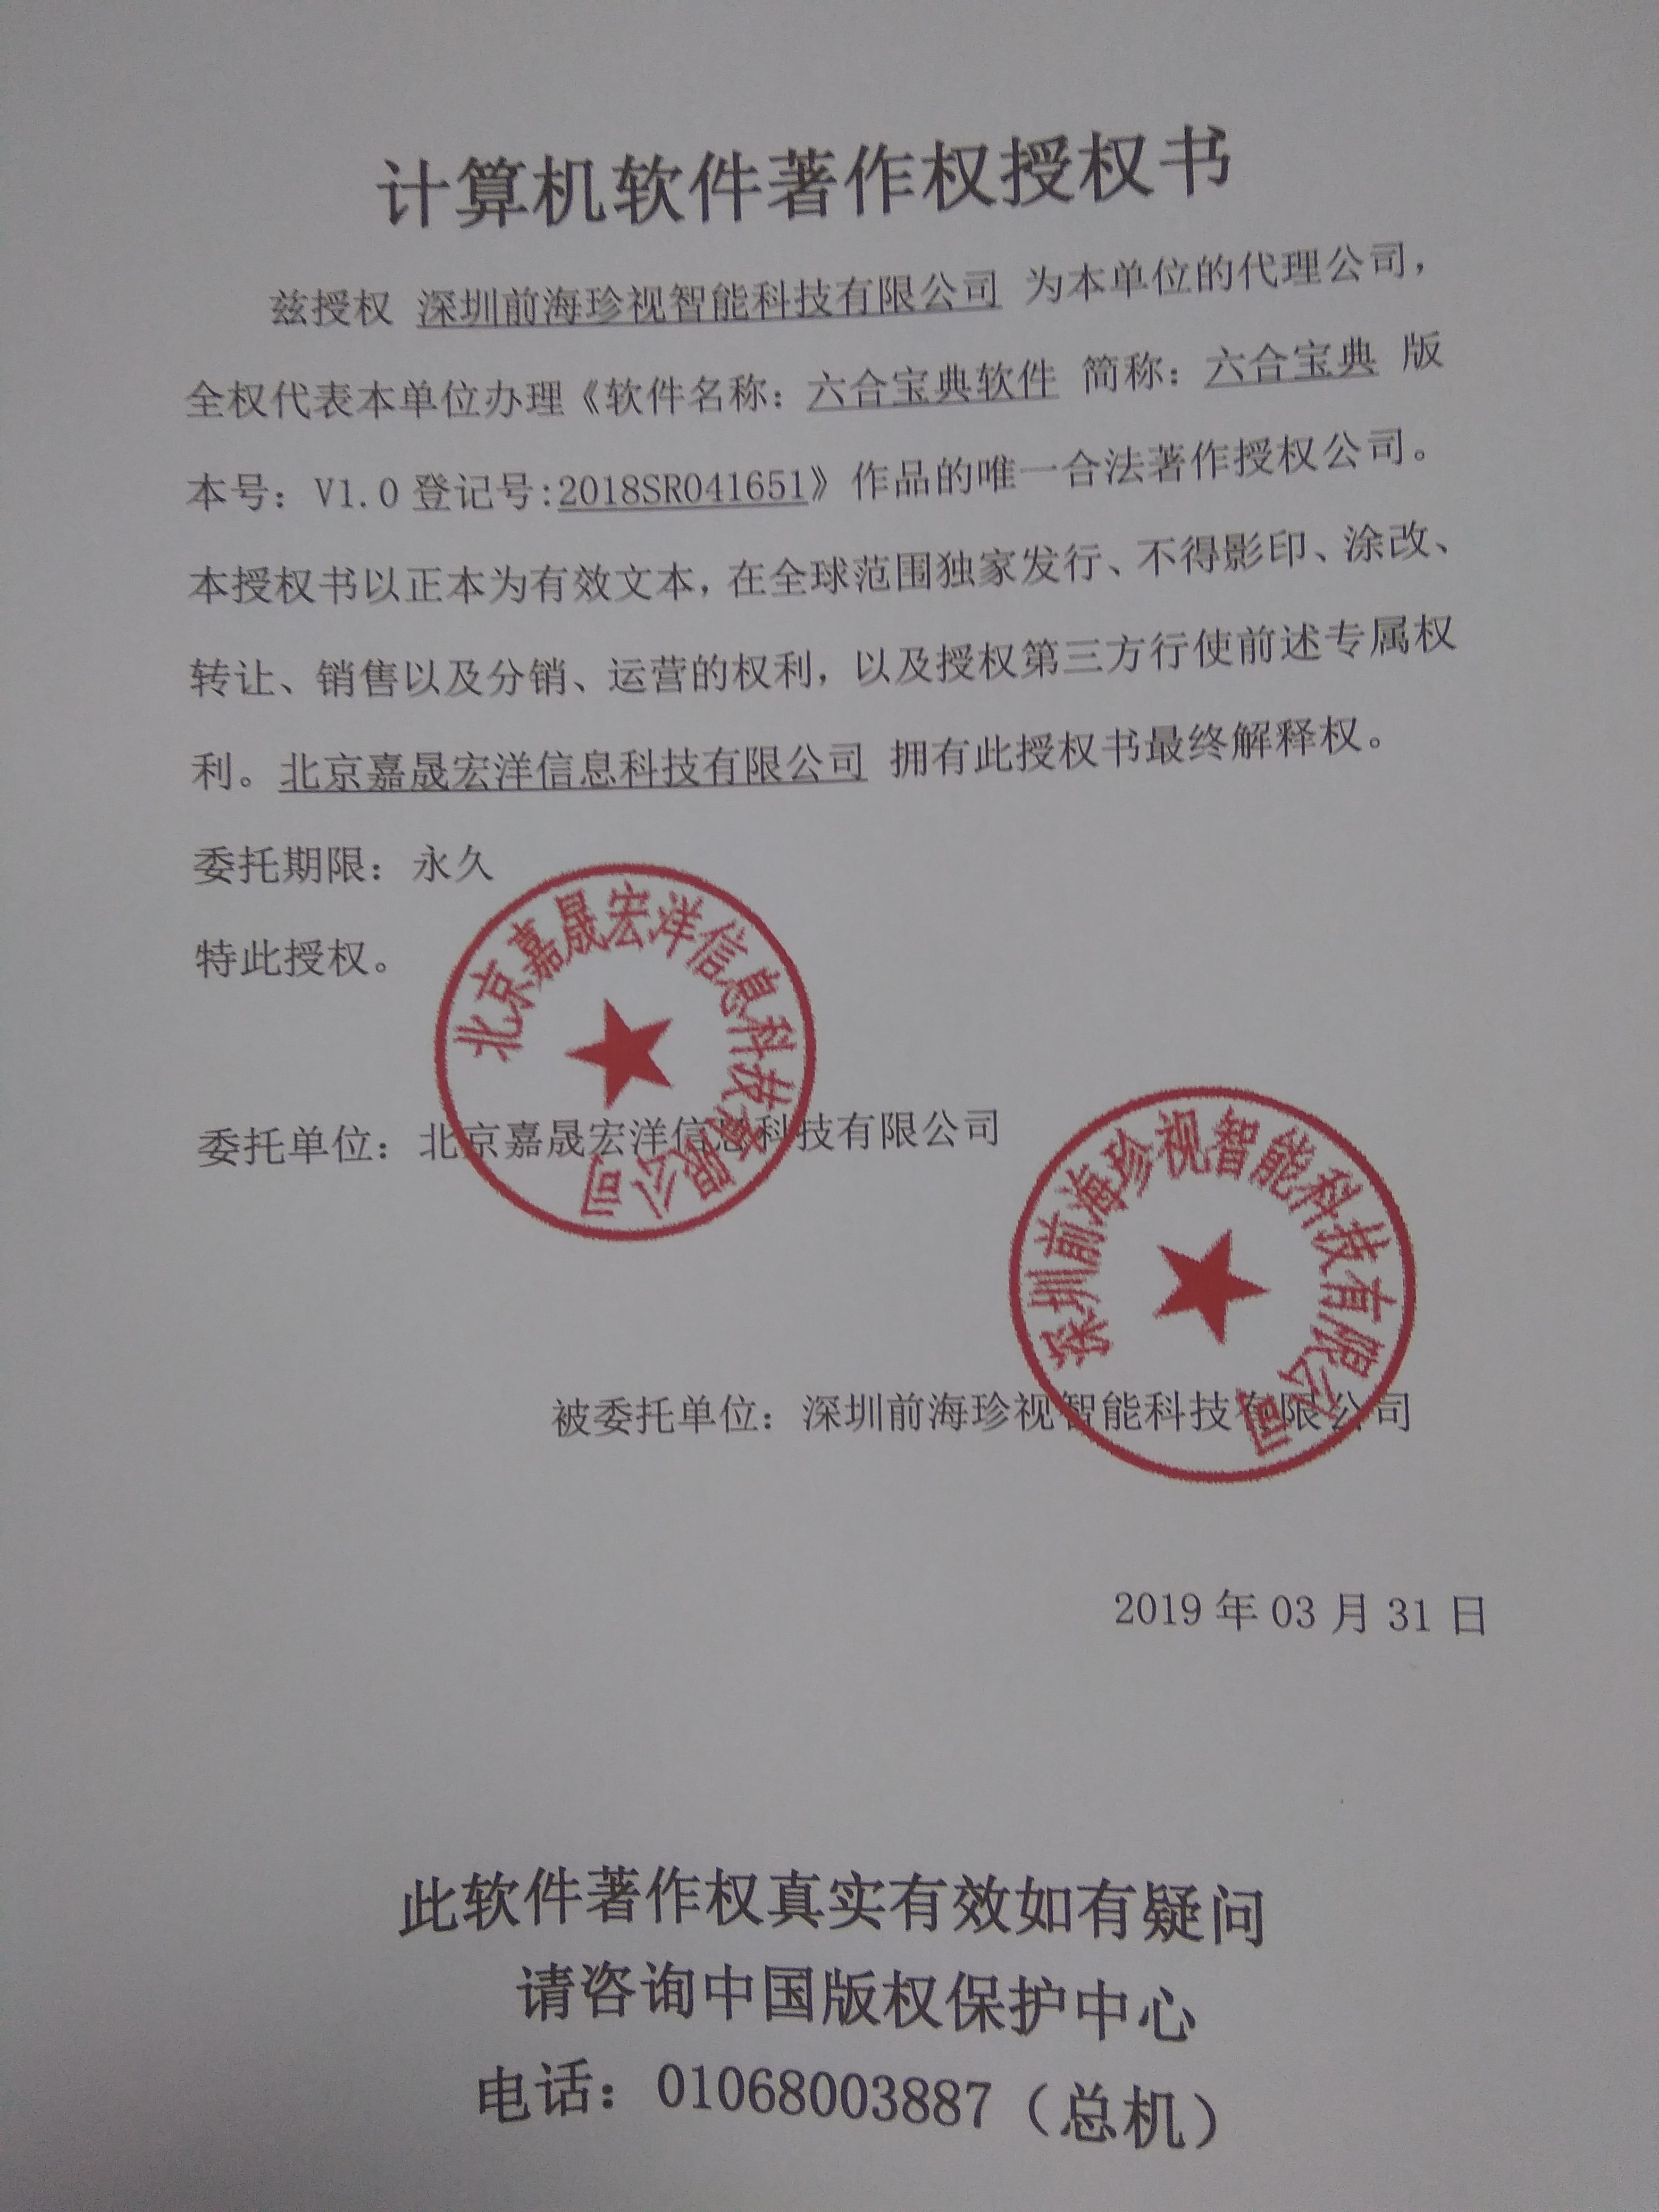 计算机软件著作权授权书
兹授权 深圳前海珍视智能科技有限公司 为本单位的代理公司，
全权代表本单位办理《软件名称：六合宝典软件 简称：六合宝典 版
本号：V1.0 登记号:2018SR041651》作品的唯一合法著作授权公司。
本授权书以正本为有效文本，在全球范围独家发行、不得影印、涂改、
转让、销售以及分销、运营的权利，以及授权第三方行使前述专属权
利。北京嘉晟宏洋信息科技有限公司 拥有此授权书最终解释权。
委托期限：永久
特此授权。
北京嘉晟宏洋信息科技有限公司
委托单位：北京嘉晟宏洋信息科技有限公司
深圳前海珍视智能科技有限公司
被委托单位：深圳前海珍视智能科技有限公司
2019 年 03 月 31 日
此软件著作权真实有效如有疑问
请咨询中国版权保护中心
电话：01068003887（总机）